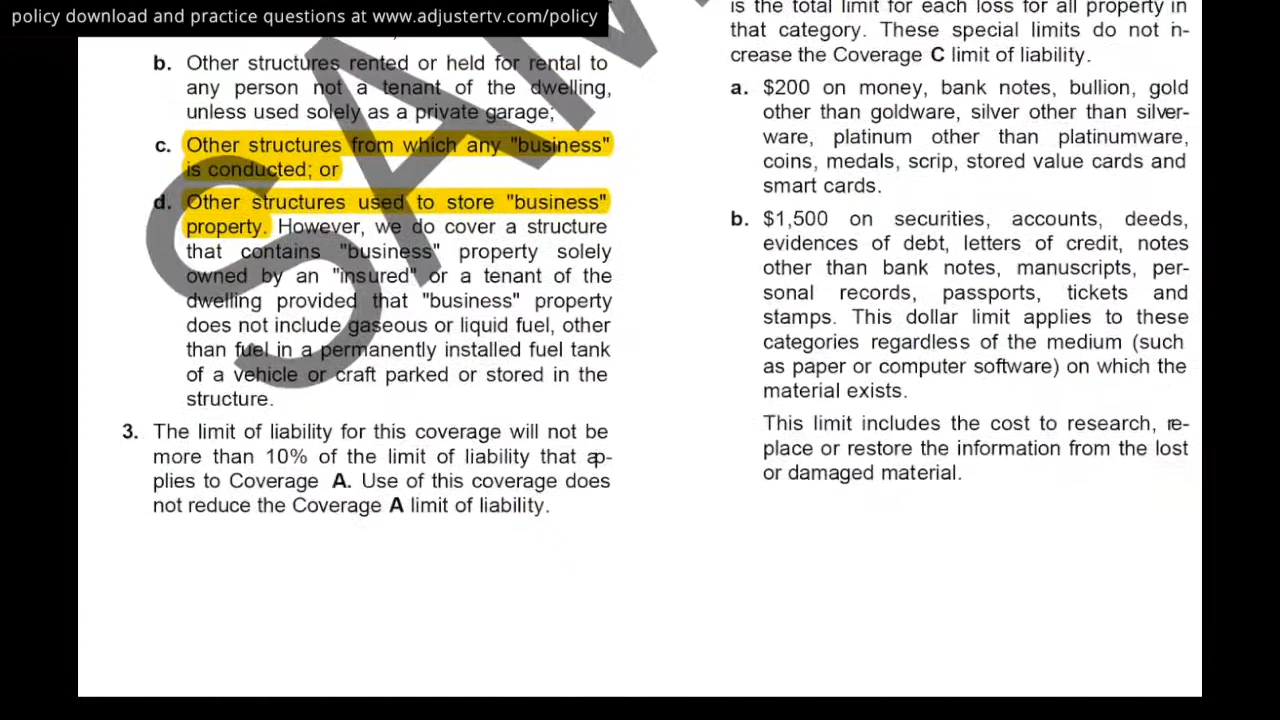 policy download and practice questions at www.adjustertv.com/policy
b. Other structures rented or held for rental to
any person not a tenant of the dwelling,
unless used solely as a private garage;
c. Other structures from which any "business"
is conducted; or
d. Other structures used to store "business"
property. However, we do cover a structure
that contains "business" property solely
owned by an "insured" or a tenant of the
dwelling provided that "business" property
does not include gaseous or liquid fuel, other
than fuel in a permanently installed fuel tank
of a vehicle or craft parked or stored in the
structure.
3. The limit of liability for this coverage will not be
more than 10% of the limit of liability that ap-
plies to Coverage A. Use of this coverage does
not reduce the Coverage A limit of liability.
is the total limit for each loss for all property in
that category. These special limits do not n-
crease the Coverage C limit of liability.
a. $200 on money, bank notes, bullion, gold
other than goldware, silver other than silver-
ware, platinum other than platinumware,
coins, medals, scrip, stored value cards and
smart cards.
b. $1,500 on securities, accounts, deeds,
evidences of debt, letters of credit, notes
other than bank notes, manuscripts, per-
sonal records, passports, tickets and
stamps. This dollar limit applies to these
categories regardless of the medium (such
as paper or computer software) on which the
material exists.
This limit includes the cost to research, re-
place or restore the information from the lost
or damaged material.